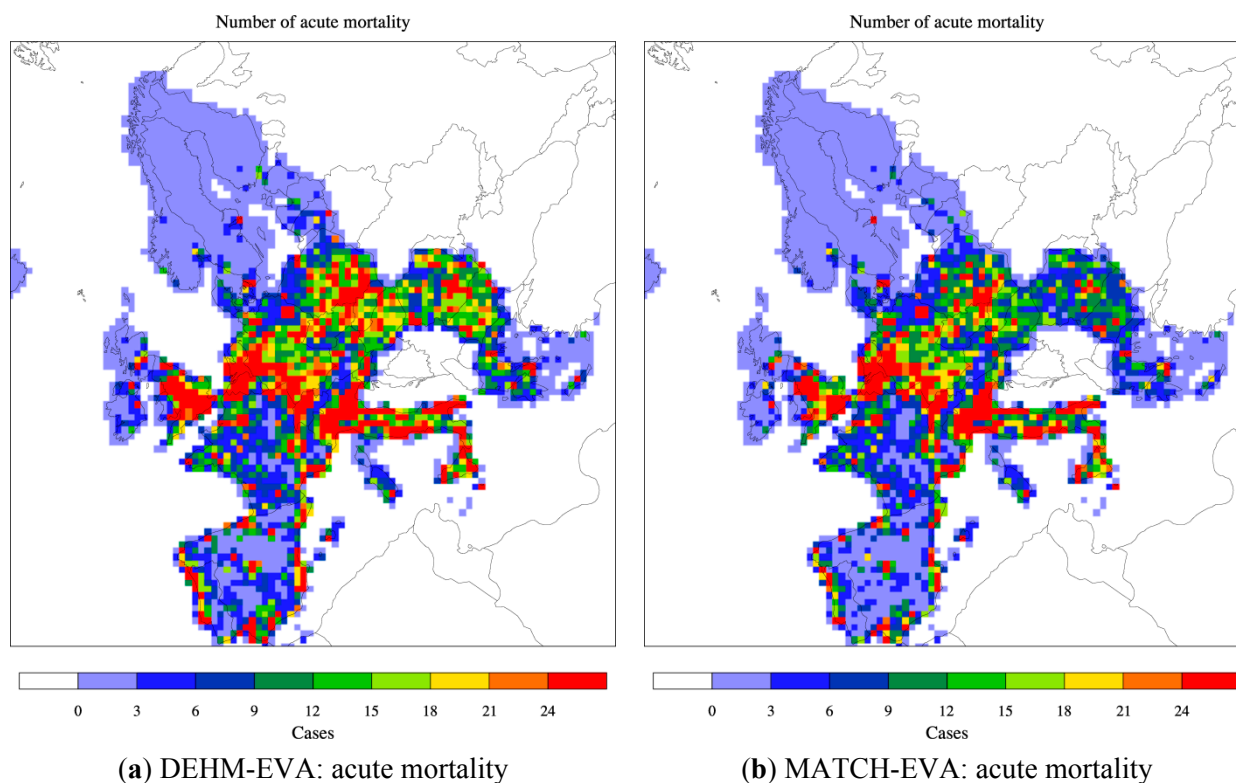 Number of acute mortality
0 3 6 9 12 15 18 21 24
Cases
(a) DEHM-EVA: acute mortality
Number of acute mortality
0 3 6 9 12 15 18 21 24
Cases
(b) MATCH-EVA: acute mortality